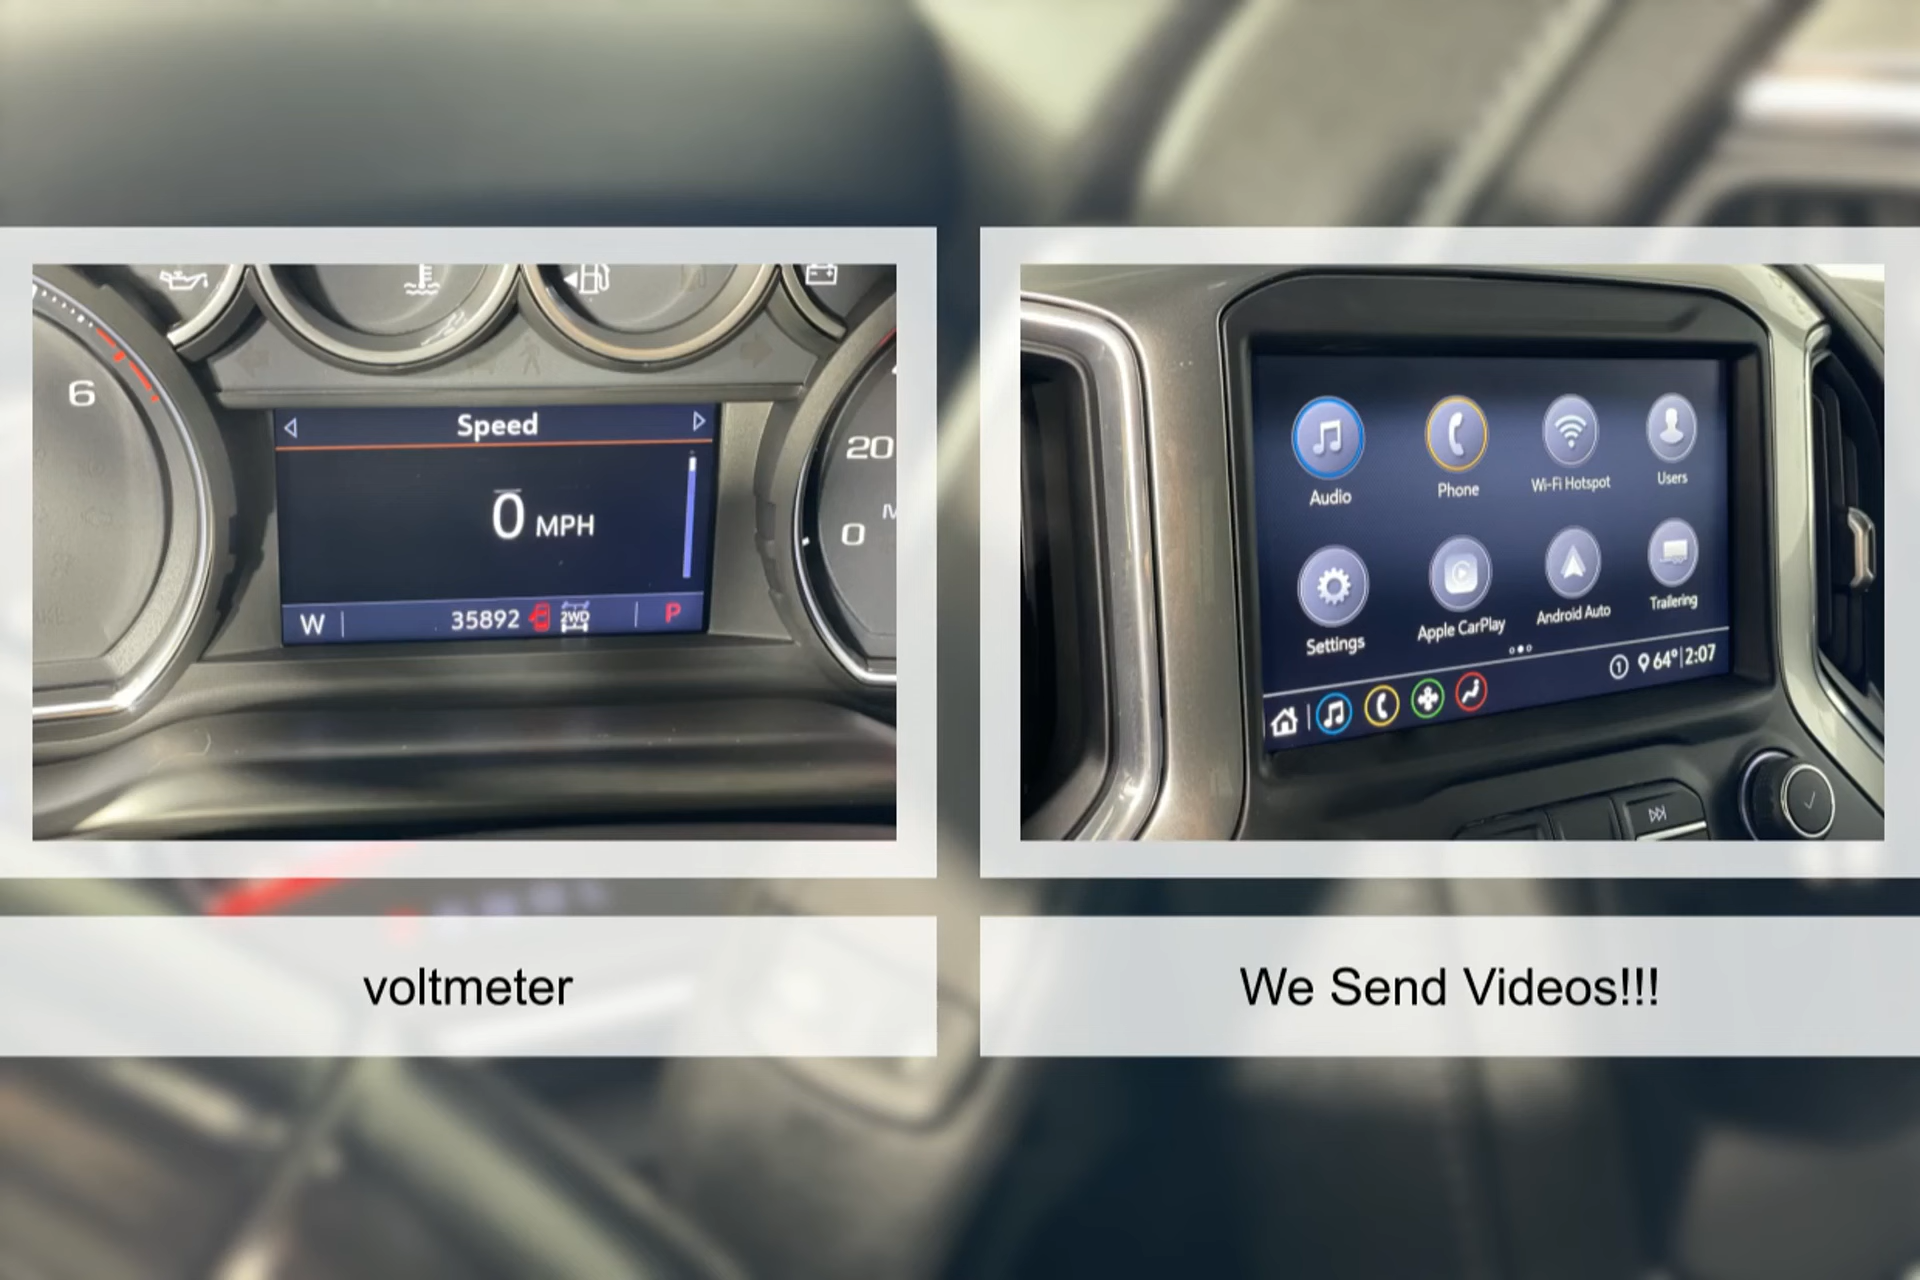 6
Speed
0 MPH
W 35892 2WD P
20
0
Audio Phone Wi-Fi Hotspot Users
Settings Apple CarPlay Android Auto Trailering
1 64° 2:07
voltmeter
We Send Videos!!!